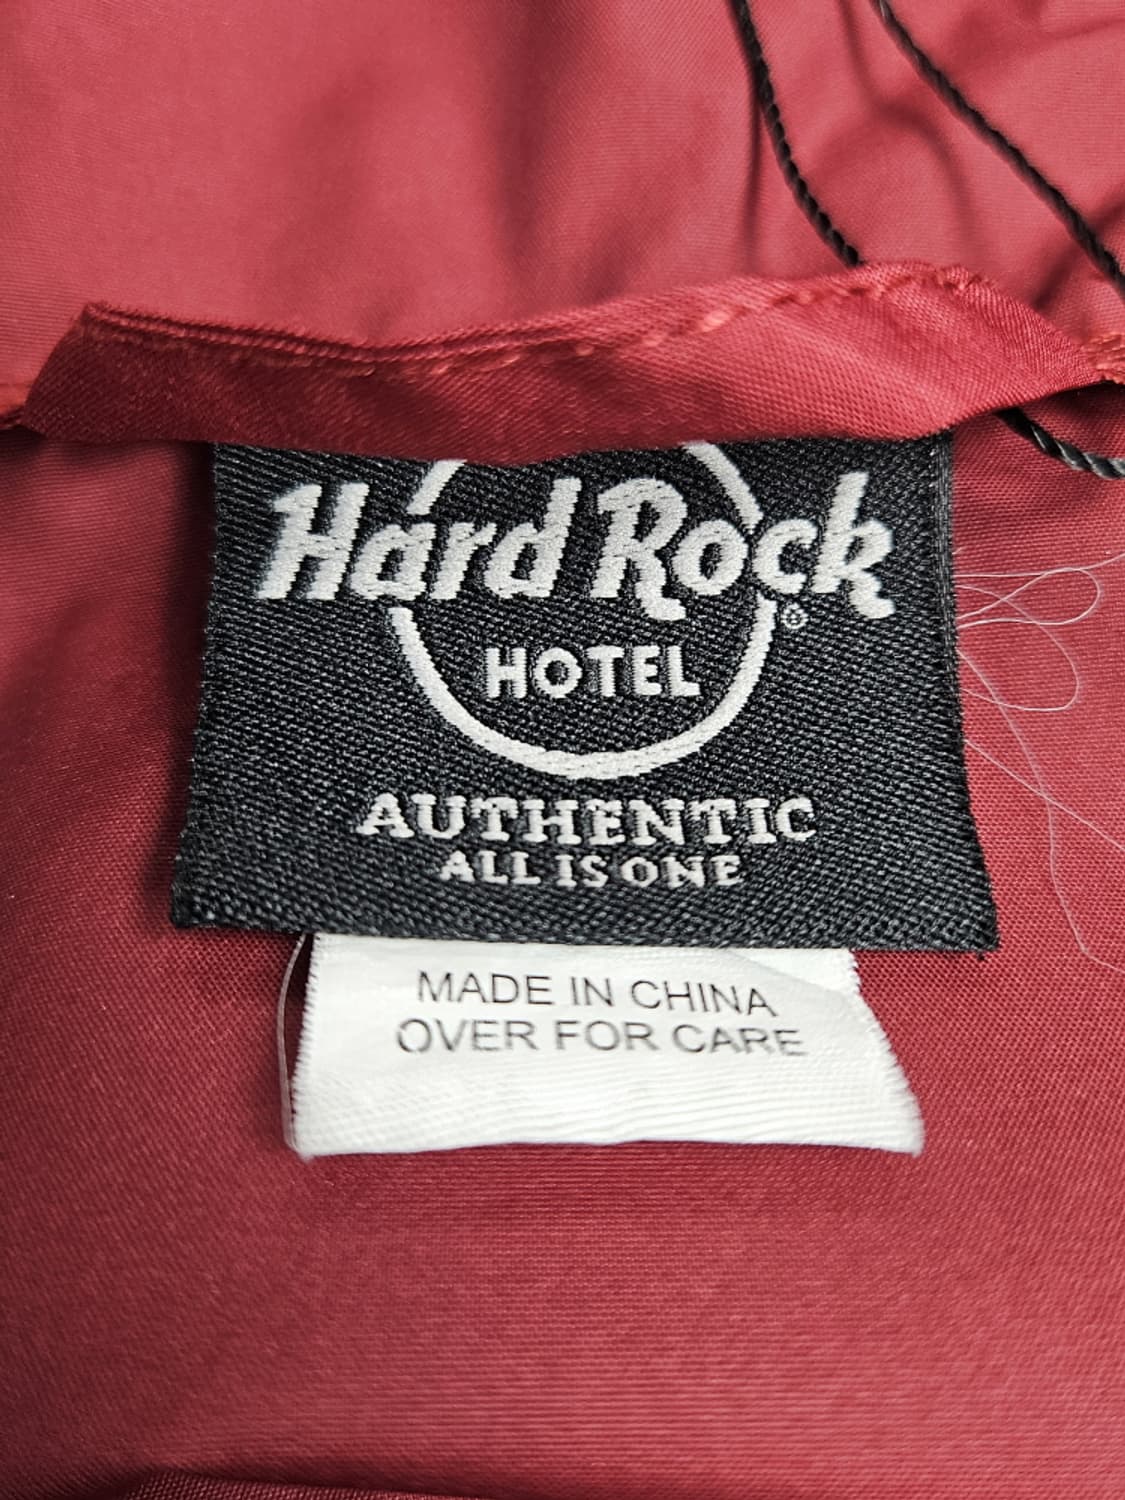 Hard Rock
®
HOTEL
AUTHENTIC
ALL IS ONE
MADE IN CHINA
OVER FOR CARE